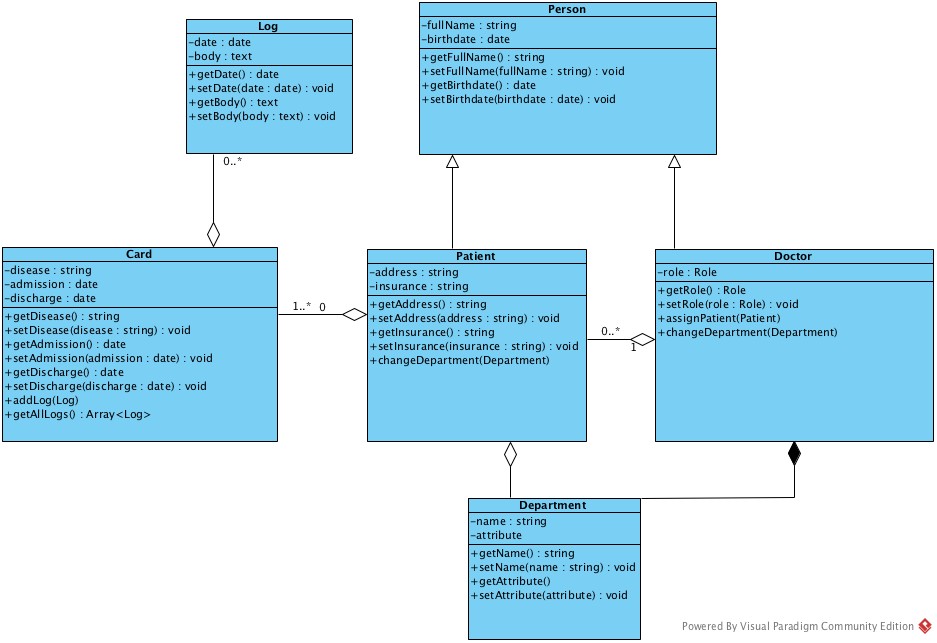 Log
-date : date
-body : text
+getDate() : date
+setDate(date : date) : void
+getBody() : text
+setBody(body : text) : void
0..*
Person
-fullName : string
-birthdate : date
+getFullName() : string
+setFullName(fullName : string) : void
+getBirthdate() : date
+setBirthdate(birthdate : date) : void
Card
-disease : string
-admission : date
-discharge : date
+getDisease() : string
+setDisease(disease : string) : void
+getAdmission() : date
+setAdmission(admission : date) : void
+getDischarge() : date
+setDischarge(discharge : date) : void
+addLog(Log)
+getAllLogs() : Array<Log>
1..* 0
Patient
-address : string
-insurance : string
+getAddress() : string
+setAddress(address : string) : void
+getInsurance() : string
+setInsurance(insurance : string) : void
+changeDepartment(Department)
0..*
1
Doctor
-role : Role
+getRole() : Role
+setRole(role : Role) : void
+assignPatient(Patient)
+changeDepartment(Department)
Department
-name : string
-attribute
+getName() : string
+setName(name : string) : void
+getAttribute()
+setAttribute(attribute) : void
Powered By Visual Paradigm Community Edition